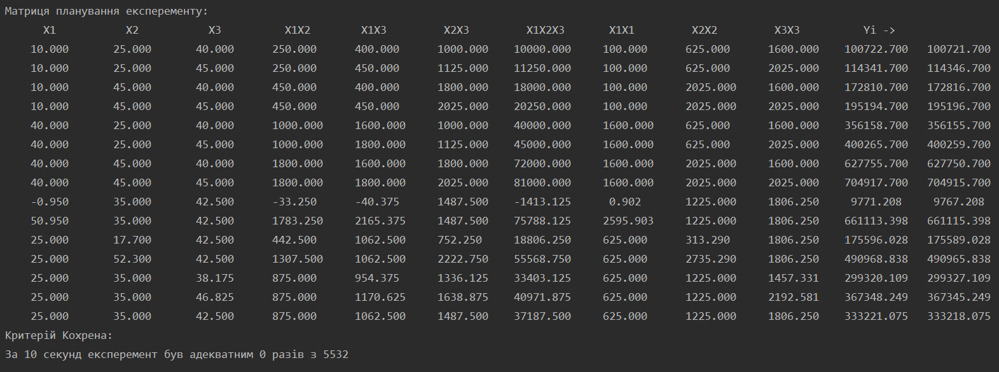 Матриця планування експеременту:
X1 X2 X3 X1X2 X1X3 X2X3 X1X2X3 X1X1 X2X2 X3X3 Yi ->
10.000 25.000 40.000 250.000 400.000 1000.000 10000.000 100.000 625.000 1600.000 100722.700 100721.700
10.000 25.000 45.000 250.000 450.000 1125.000 11250.000 100.000 625.000 2025.000 114341.700 114346.700
10.000 45.000 40.000 450.000 400.000 1800.000 18000.000 100.000 2025.000 1600.000 172810.700 172816.700
10.000 45.000 45.000 450.000 450.000 2025.000 20250.000 100.000 2025.000 2025.000 195194.700 195196.700
40.000 25.000 40.000 1000.000 1600.000 1000.000 40000.000 1600.000 625.000 1600.000 356158.700 356155.700
40.000 25.000 45.000 1000.000 1800.000 1125.000 45000.000 1600.000 625.000 2025.000 400265.700 400259.700
40.000 45.000 40.000 1800.000 1600.000 1800.000 72000.000 1600.000 2025.000 1600.000 627755.700 627750.700
40.000 45.000 45.000 1800.000 1800.000 2025.000 81000.000 1600.000 2025.000 2025.000 704917.700 704915.700
-0.950 35.000 42.500 -33.250 -40.375 1487.500 -1413.125 0.902 1225.000 1806.250 9771.208 9767.208
50.950 35.000 42.500 1783.250 2165.375 1487.500 75788.125 2595.903 1225.000 1806.250 661113.398 661115.398
25.000 17.700 42.500 442.500 1062.500 752.250 18806.250 625.000 313.290 1806.250 175596.028 175589.028
25.000 52.300 42.500 1307.500 1062.500 2222.750 55568.750 625.000 2735.290 1806.250 490968.838 490965.838
25.000 35.000 38.175 875.000 954.375 1336.125 33403.125 625.000 1225.000 1457.331 299320.109 299327.109
25.000 35.000 46.825 875.000 1170.625 1638.875 40971.875 625.000 1225.000 2192.581 367348.249 367345.249
25.000 35.000 42.500 875.000 1062.500 1487.500 37187.500 625.000 1225.000 1806.250 333221.075 333218.075
Критерій Кохрена:
За 10 секунд експеремент був адекватним 0 разів з 5532